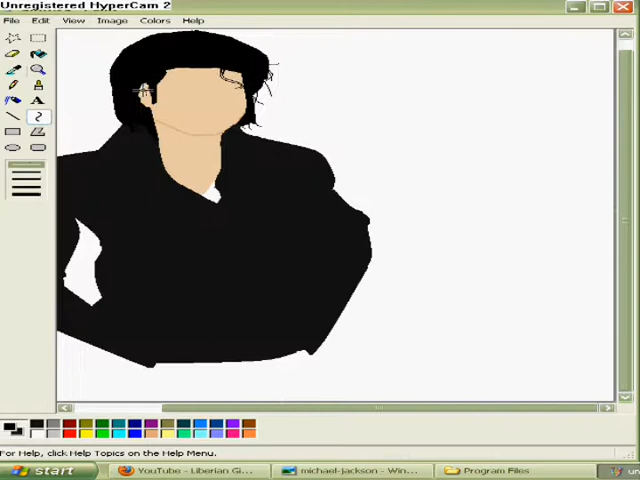 Unregistered HyperCam 2
File Edit View Image Colors Help
A
For Help, click Help Topics on the Help Menu.
start YouTube - Liberian Gi... michael-jackson - Win... Program Files un